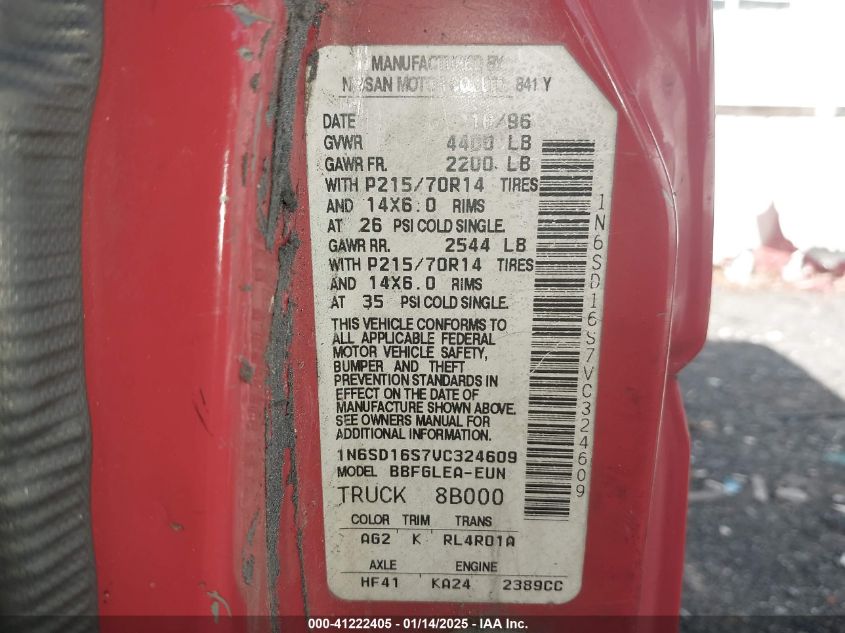 MANUFACTURED BY
NISSAN MOTOR CO., LTD. 841 Y
DATE /96
GVWR 4400 LB
GAWR FR. 2200 LB
WITH P215/70R14 TIRES
AND 14X6.0 RIMS
AT 26 PSI COLD SINGLE.
GAWR RR. 2544 LB
WITH P215/70R14 TIRES
AND 14X6.0 RIMS
AT 35 PSI COLD SINGLE.
THIS VEHICLE CONFORMS TO
ALL APPLICABLE FEDERAL
MOTOR VEHICLE SAFETY,
BUMPER AND THEFT
PREVENTION STANDARDS IN
EFFECT ON THE DATE OF
MANUFACTURE SHOWN ABOVE.
SEE OWNERS MANUAL FOR
ADDITIONAL INFORMATION.
1N6SD16S7VC324609
MODEL BBFGLEA-EUN
TRUCK 8B000
COLOR TRIM TRANS
AG2 K RL4R01A
AXLE ENGINE
HF41 KA24 2389CC
1N6SD16S7VC324609
000-41222405 - 01/14/2025 - IAA Inc.